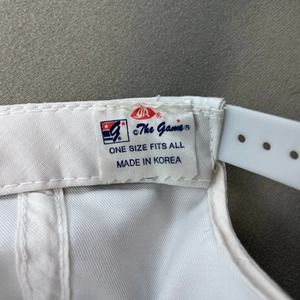 G
©The Game®
ONE SIZE FITS ALL
MADE IN KOREA